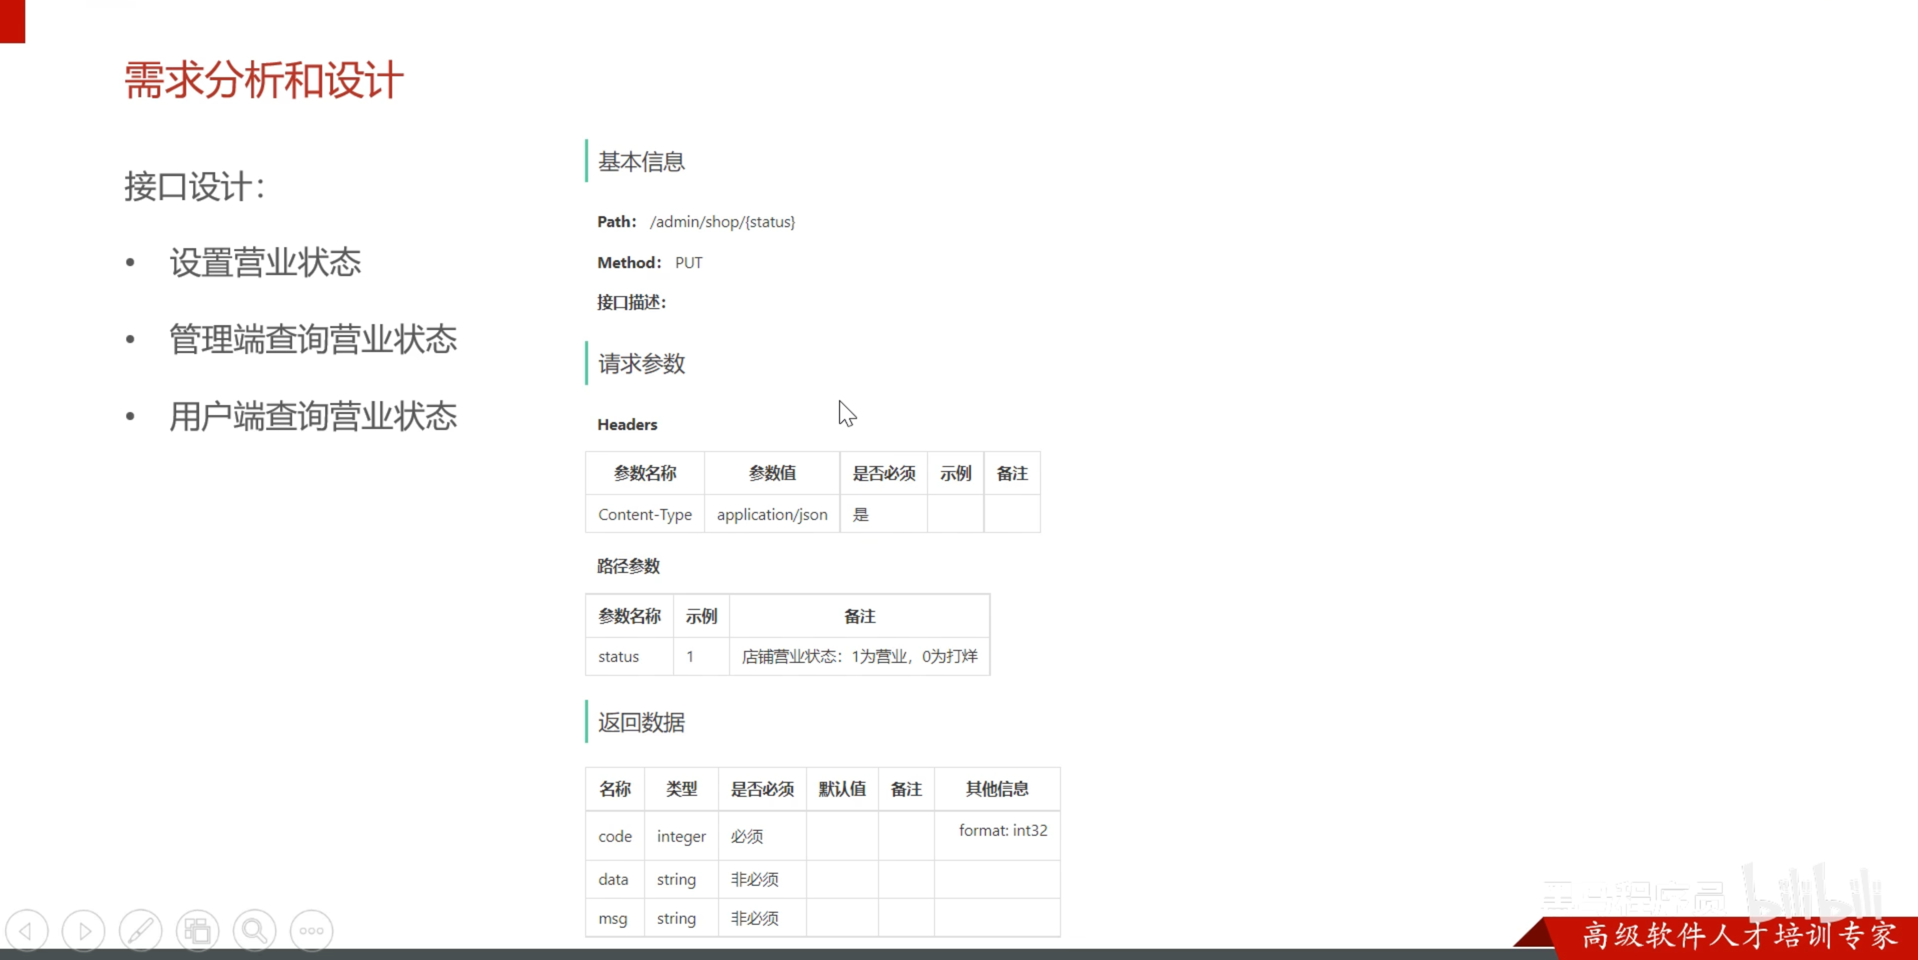 需求分析和设计
接口设计：
• 设置营业状态
• 管理端查询营业状态
• 用户端查询营业状态
基本信息
Path： /admin/shop/{status}
Method： PUT
接口描述：
请求参数
Headers
参数名称 参数值 是否必须 示例 备注
Content-Type application/json 是
路径参数
参数名称 示例 备注
status 1 店铺营业状态：1为营业，0为打烊
返回数据
名称 类型 是否必须 默认值 备注 其他信息
code integer 必须 format: int32
data string 非必须
msg string 非必须
bilibili
高级软件人才培训专家